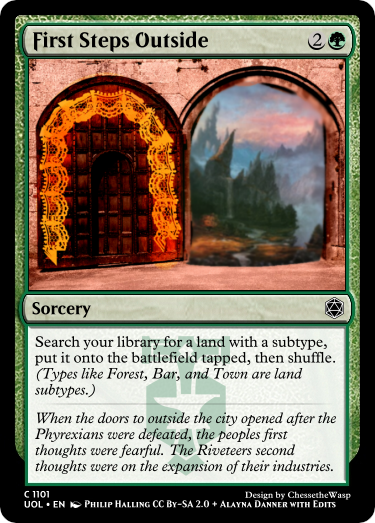 First Steps Outside 2
Sorcery
Search your library for a land with a subtype,
put it onto the battlefield tapped, then shuffle.
(Types like Forest, Bar, and Town are land
subtypes.)
When the doors to outside the city opened after the
Phyrexians were defeated, the peoples first
thoughts were fearful. The Riveteers second
thoughts were on the expansion of their industries.
C 1101 Design by ChessetheWasp
UOL • EN Philip Halling CC By-SA 2.0 + Alayna Danner with Edits